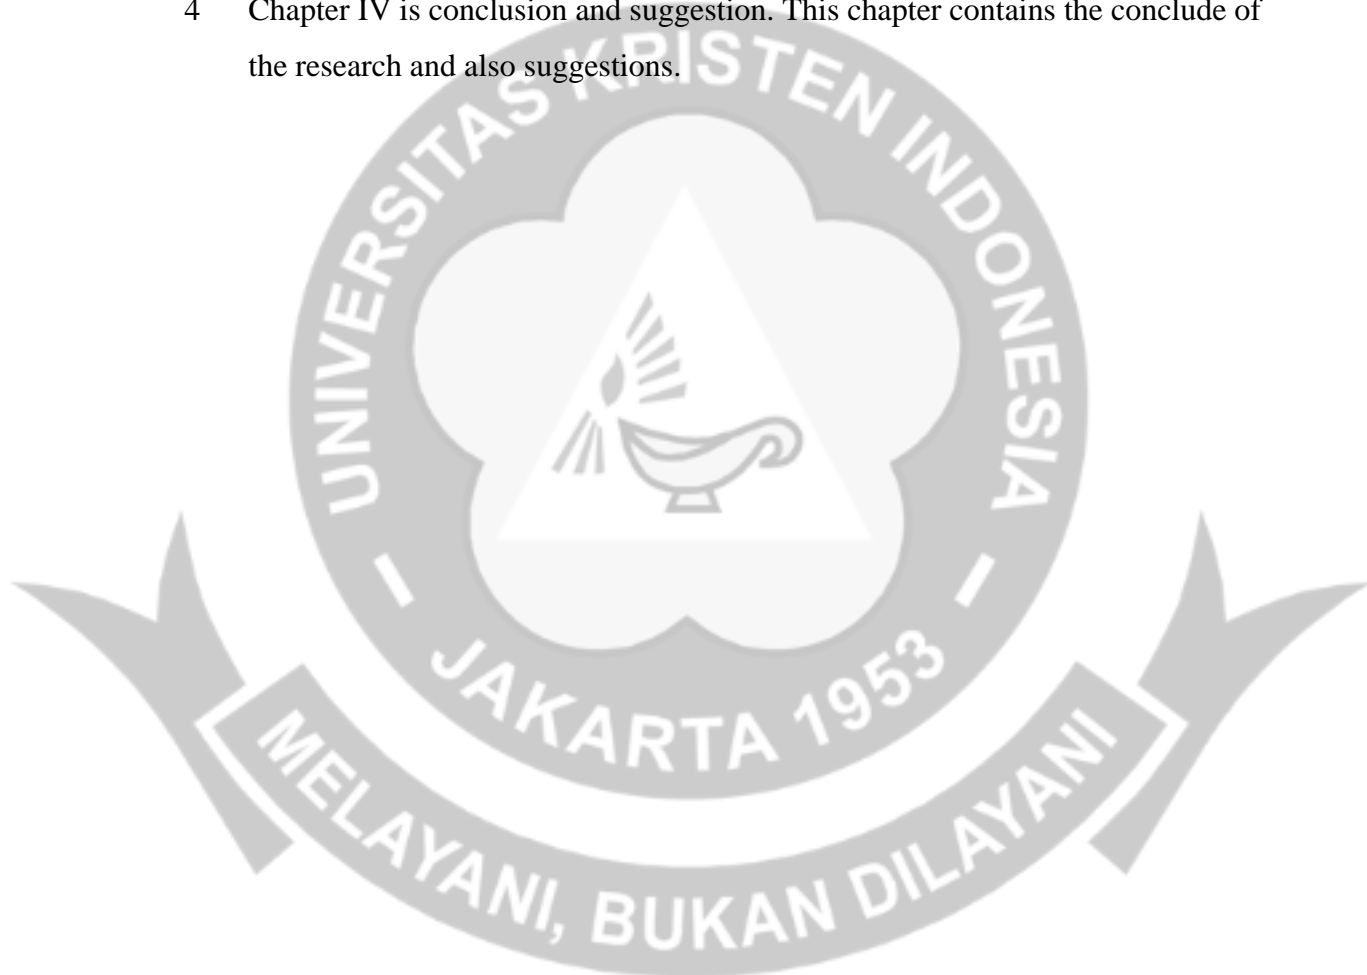 4 Chapter IV is conclusion and suggestion. This chapter contains the conclude of
the research and also suggestions.
UNIVERSITAS KRISTEN INDONESIA
JAKARTA 1953
MELAYANI, BUKAN DILAYANI